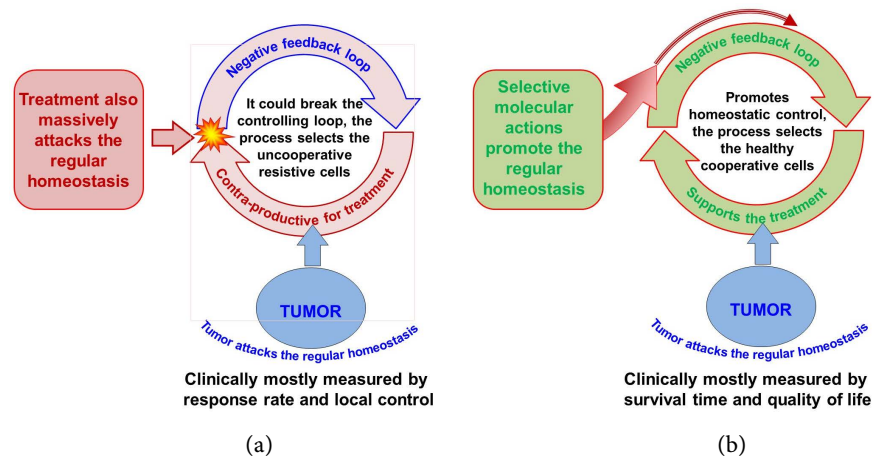 Treatment also
massively
attacks the
regular
homeostasis
Negative feedback loop
It could break the
controlling loop, the
process selects the
uncooperative
resistive cells
Contra-productive for treatment
TUMOR
Tumor attacks the regular homeostasis
Clinically mostly measured by
response rate and local control
(a)
Selective
molecular
actions
promote the
regular
homeostasis
Negative feedback loop
Promotes
homeostatic control,
the process selects
the healthy
cooperative cells
Supports the treatment
TUMOR
Tumor attacks the regular homeostasis
Clinically mostly measured by
survival time and quality of life
(b)